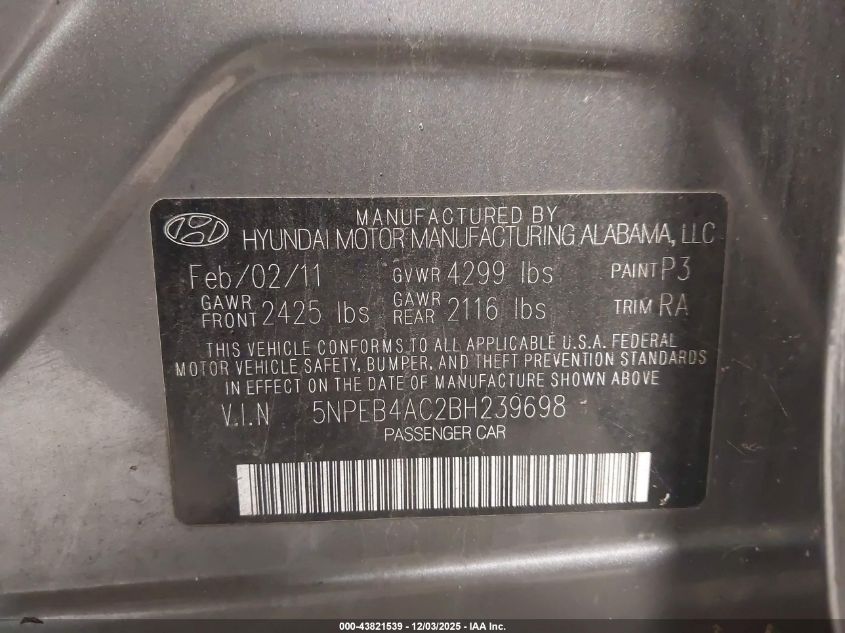 MANUFACTURED BY
HYUNDAI MOTOR MANUFACTURING ALABAMA, LLC
Feb/02/11 GVWR 4299 lbs PAINT P3
GAWR FRONT 2425 lbs GAWR REAR 2116 lbs TRIM RA
THIS VEHICLE CONFORMS TO ALL APPLICABLE U.S.A. FEDERAL
MOTOR VEHICLE SAFETY, BUMPER, AND THEFT PREVENTION STANDARDS
IN EFFECT ON THE DATE OF MANUFACTURE SHOWN ABOVE
V.I.N 5NPEB4AC2BH239698
PASSENGER CAR
000-43821539 - 12/03/2025 - IAA Inc.